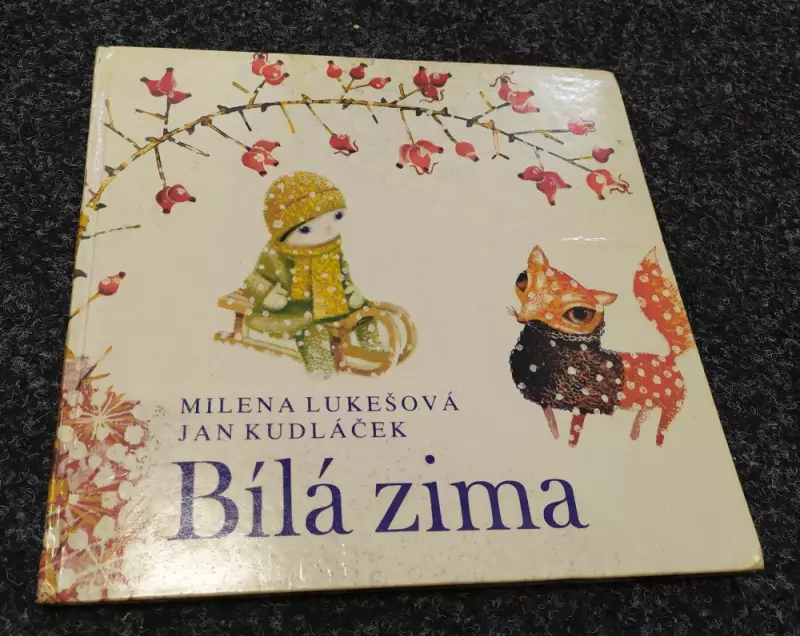 MILENA LUKEŠOVÁ
JAN KUDLÁČEK
Bílá zima